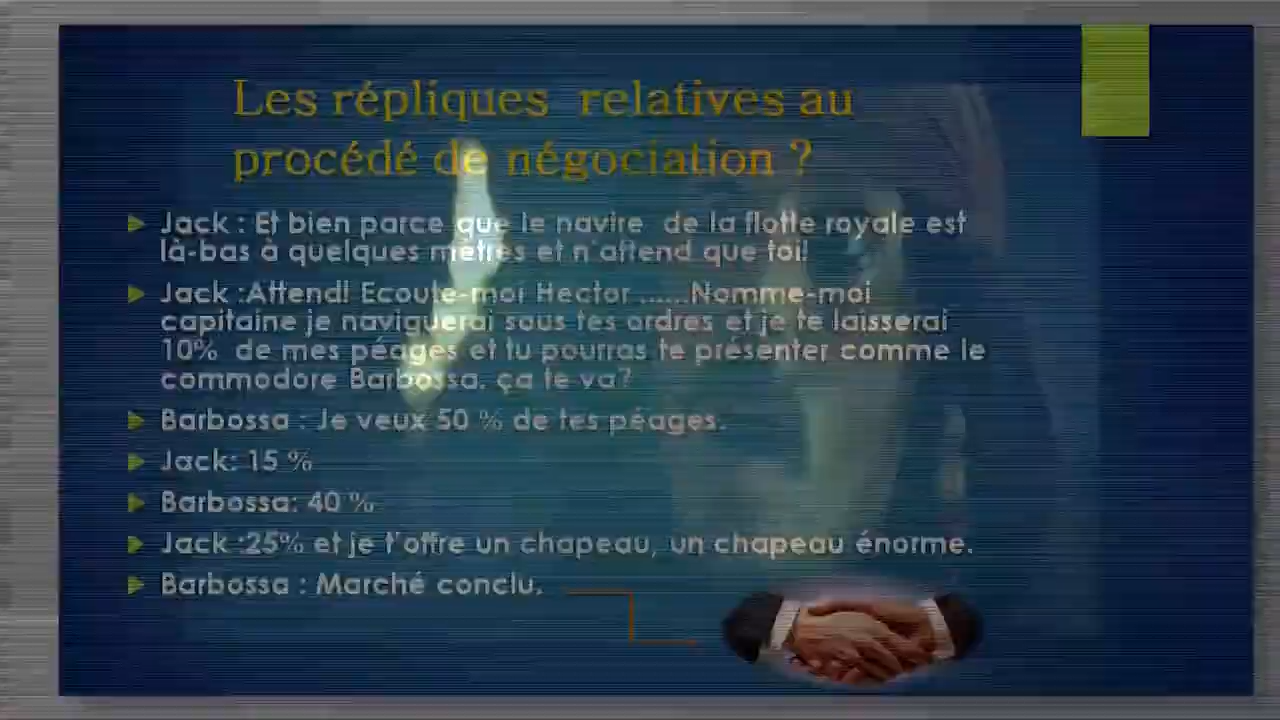 Les répliques relatives au
procédé de négociation ?
Jack : Et bien parce que le navire de la flotte royale est
là-bas à quelques mètres et n'attend que toi!
Jack :Attend! Ecoute-moi Hector ......Nomme-moi
capitaine je naviguerai sous tes ordres et je te laisserai
10% de mes péages et tu pourras te présenter comme le
commodore Barbossa. ça te va?
Barbossa : Je veux 50 % de tes péages.
Jack: 15 %
Barbossa: 40 %
Jack :25% et je t'offre un chapeau, un chapeau énorme.
Barbossa : Marché conclu.